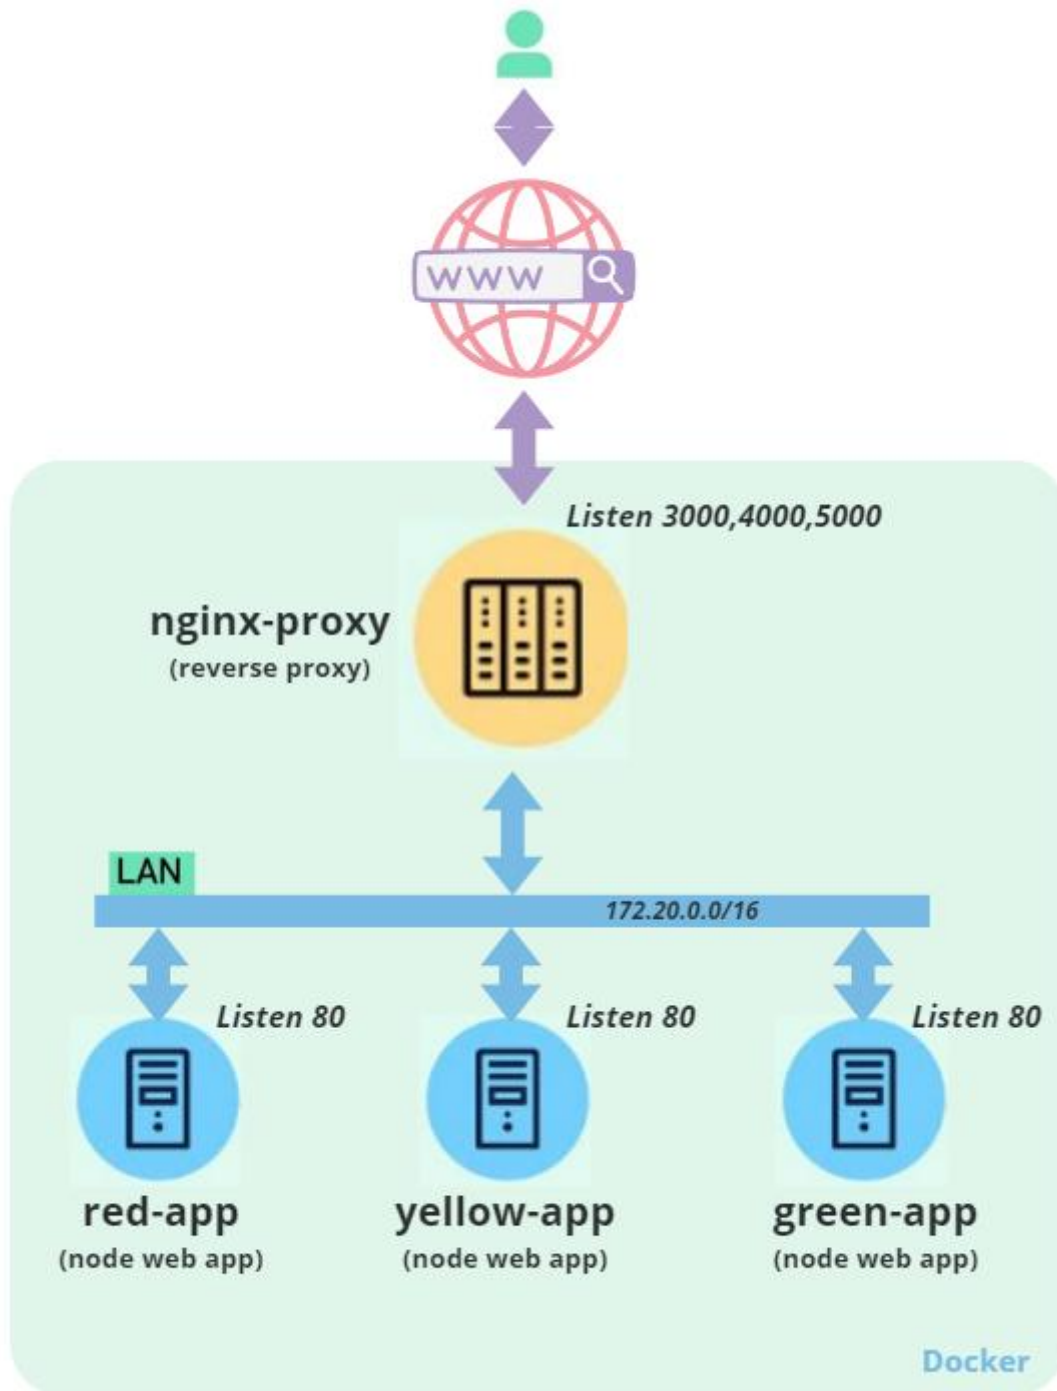 WWW
Listen 3000,4000,5000
nginx-proxy
(reverse proxy)
LAN
172.20.0.0/16
Listen 80
Listen 80
Listen 80
red-app
(node web app)
yellow-app
(node web app)
green-app
(node web app)
Docker